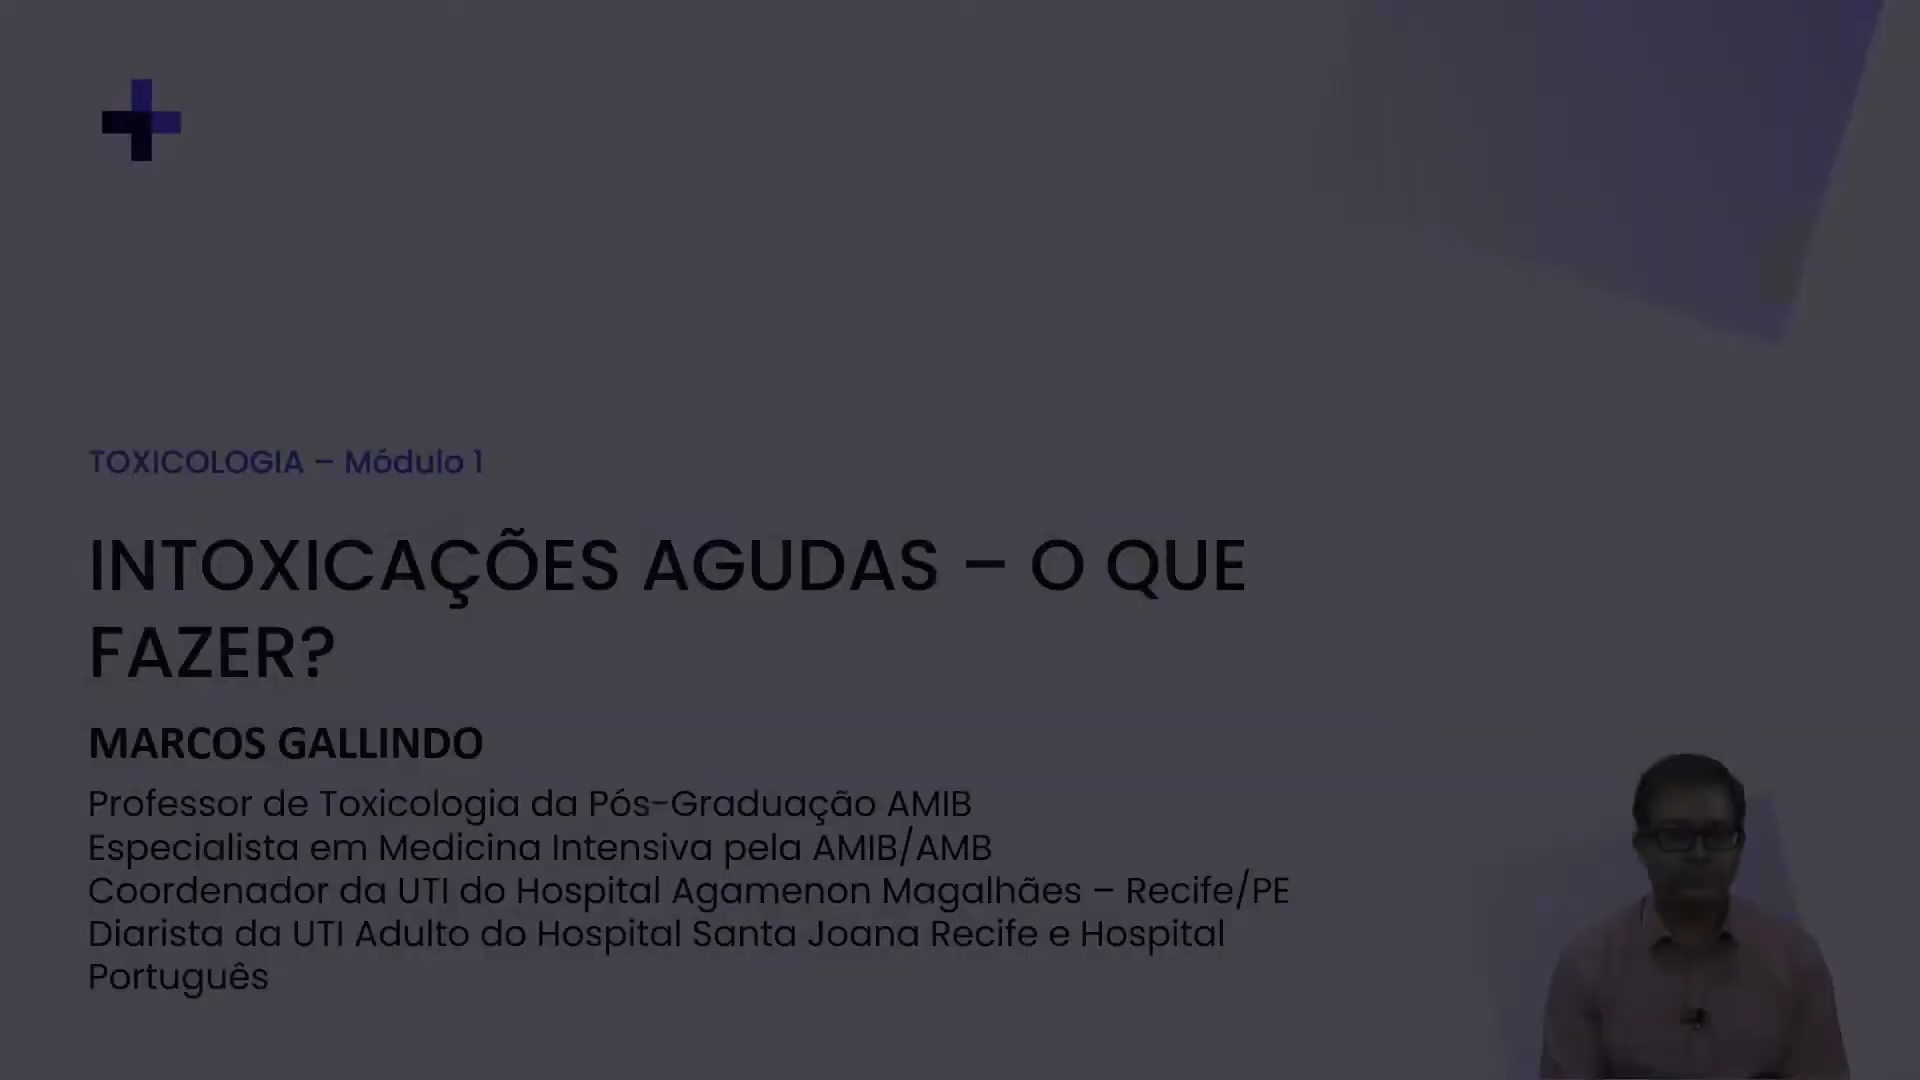 TOXICOLOGIA – Módulo 1
INTOXICAÇÕES AGUDAS – O QUE
FAZER?
MARCOS GALLINDO
Professor de Toxicologia da Pós-Graduação AMIB
Especialista em Medicina Intensiva pela AMIB/AMB
Coordenador da UTI do Hospital Agamenon Magalhães – Recife/PE
Diarista da UTI Adulto do Hospital Santa Joana Recife e Hospital
Português